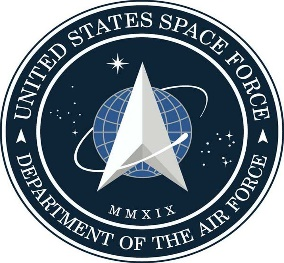 UNITED STATES SPACE FORCE
MMXIX
DEPARTMENT OF THE AIR FORCE